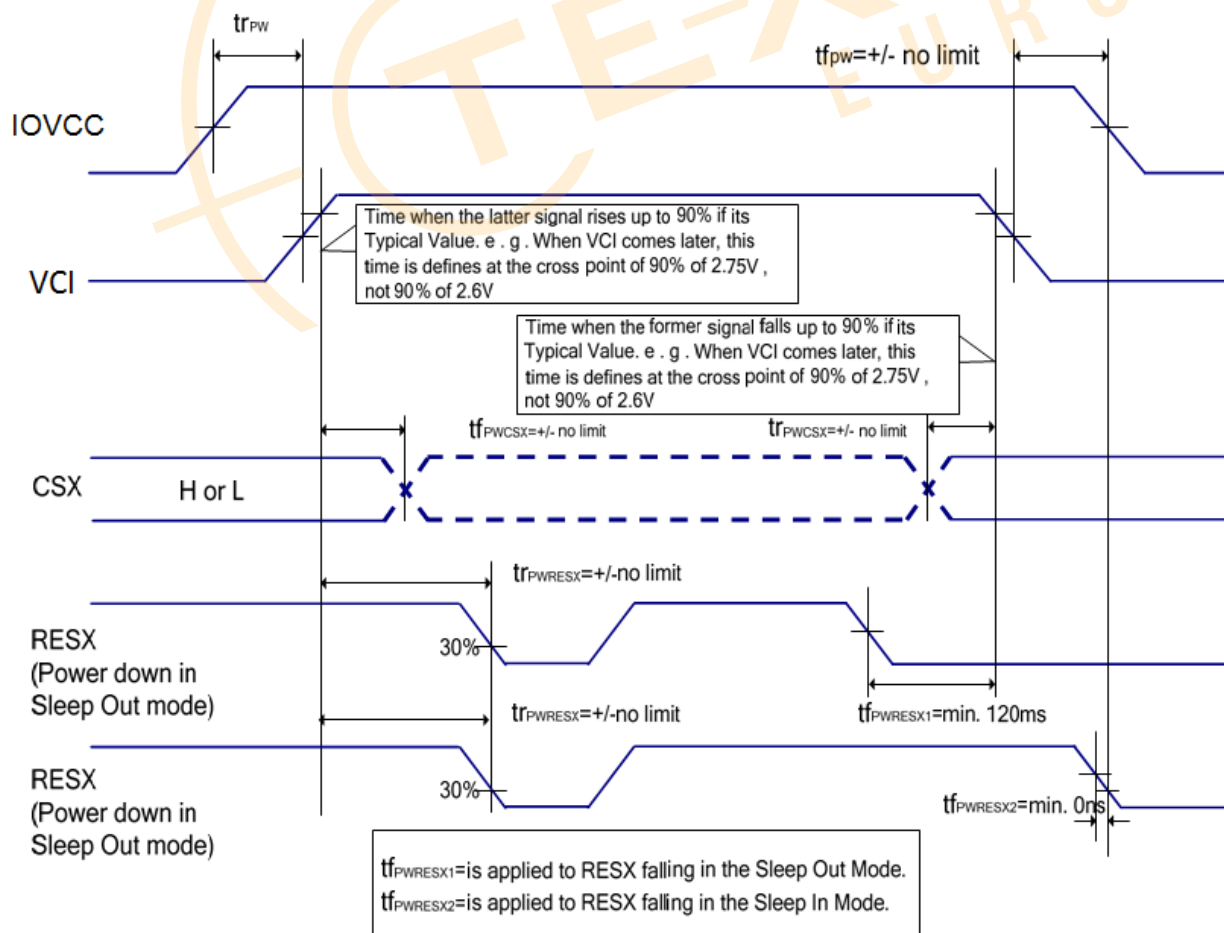 TE-X
EURO
trPW
tfpw=+/- no limit
IOVCC
Time when the latter signal rises up to 90% if its
Typical Value. e . g . When VCI comes later, this
time is defines at the cross point of 90% of 2.75V ,
not 90% of 2.6V
VCI
Time when the former signal falls up to 90% if its
Typical Value. e . g . When VCI comes later, this
time is defines at the cross point of 90% of 2.75V ,
not 90% of 2.6V
tfPWCSX=+/- no limit
trPWCSX=+/- no limit
CSX
H or L
trPWRESX=+/-no limit
RESX
(Power down in
Sleep Out mode)
30%
trPWRESX=+/-no limit
tfPWRESX1=min. 120ms
RESX
(Power down in
Sleep Out mode)
30%
tfPWRESX2=min. 0ns
tfPWRESX1=is applied to RESX falling in the Sleep Out Mode.
tfPWRESX2=is applied to RESX falling in the Sleep In Mode.